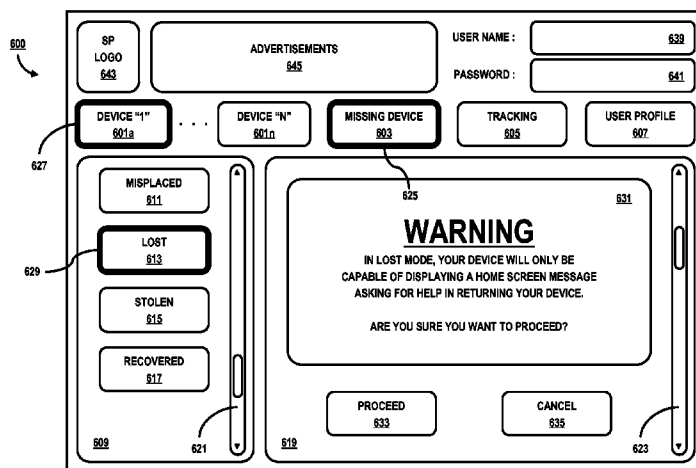 600
SP
LOGO
643
ADVERTISEMENTS
645
USER NAME :
639
PASSWORD :
641
DEVICE "1"
601a
. . .
DEVICE "N"
601n
MISSING DEVICE
603
TRACKING
605
USER PROFILE
607
627
625
MISPLACED
611
LOST
613
629
STOLEN
615
RECOVERED
617
609
621
631
WARNING
IN LOST MODE, YOUR DEVICE WILL ONLY BE
CAPABLE OF DISPLAYING A HOME SCREEN MESSAGE
ASKING FOR HELP IN RETURNING YOUR DEVICE.
ARE YOU SURE YOU WANT TO PROCEED?
PROCEED
633
CANCEL
635
619
623